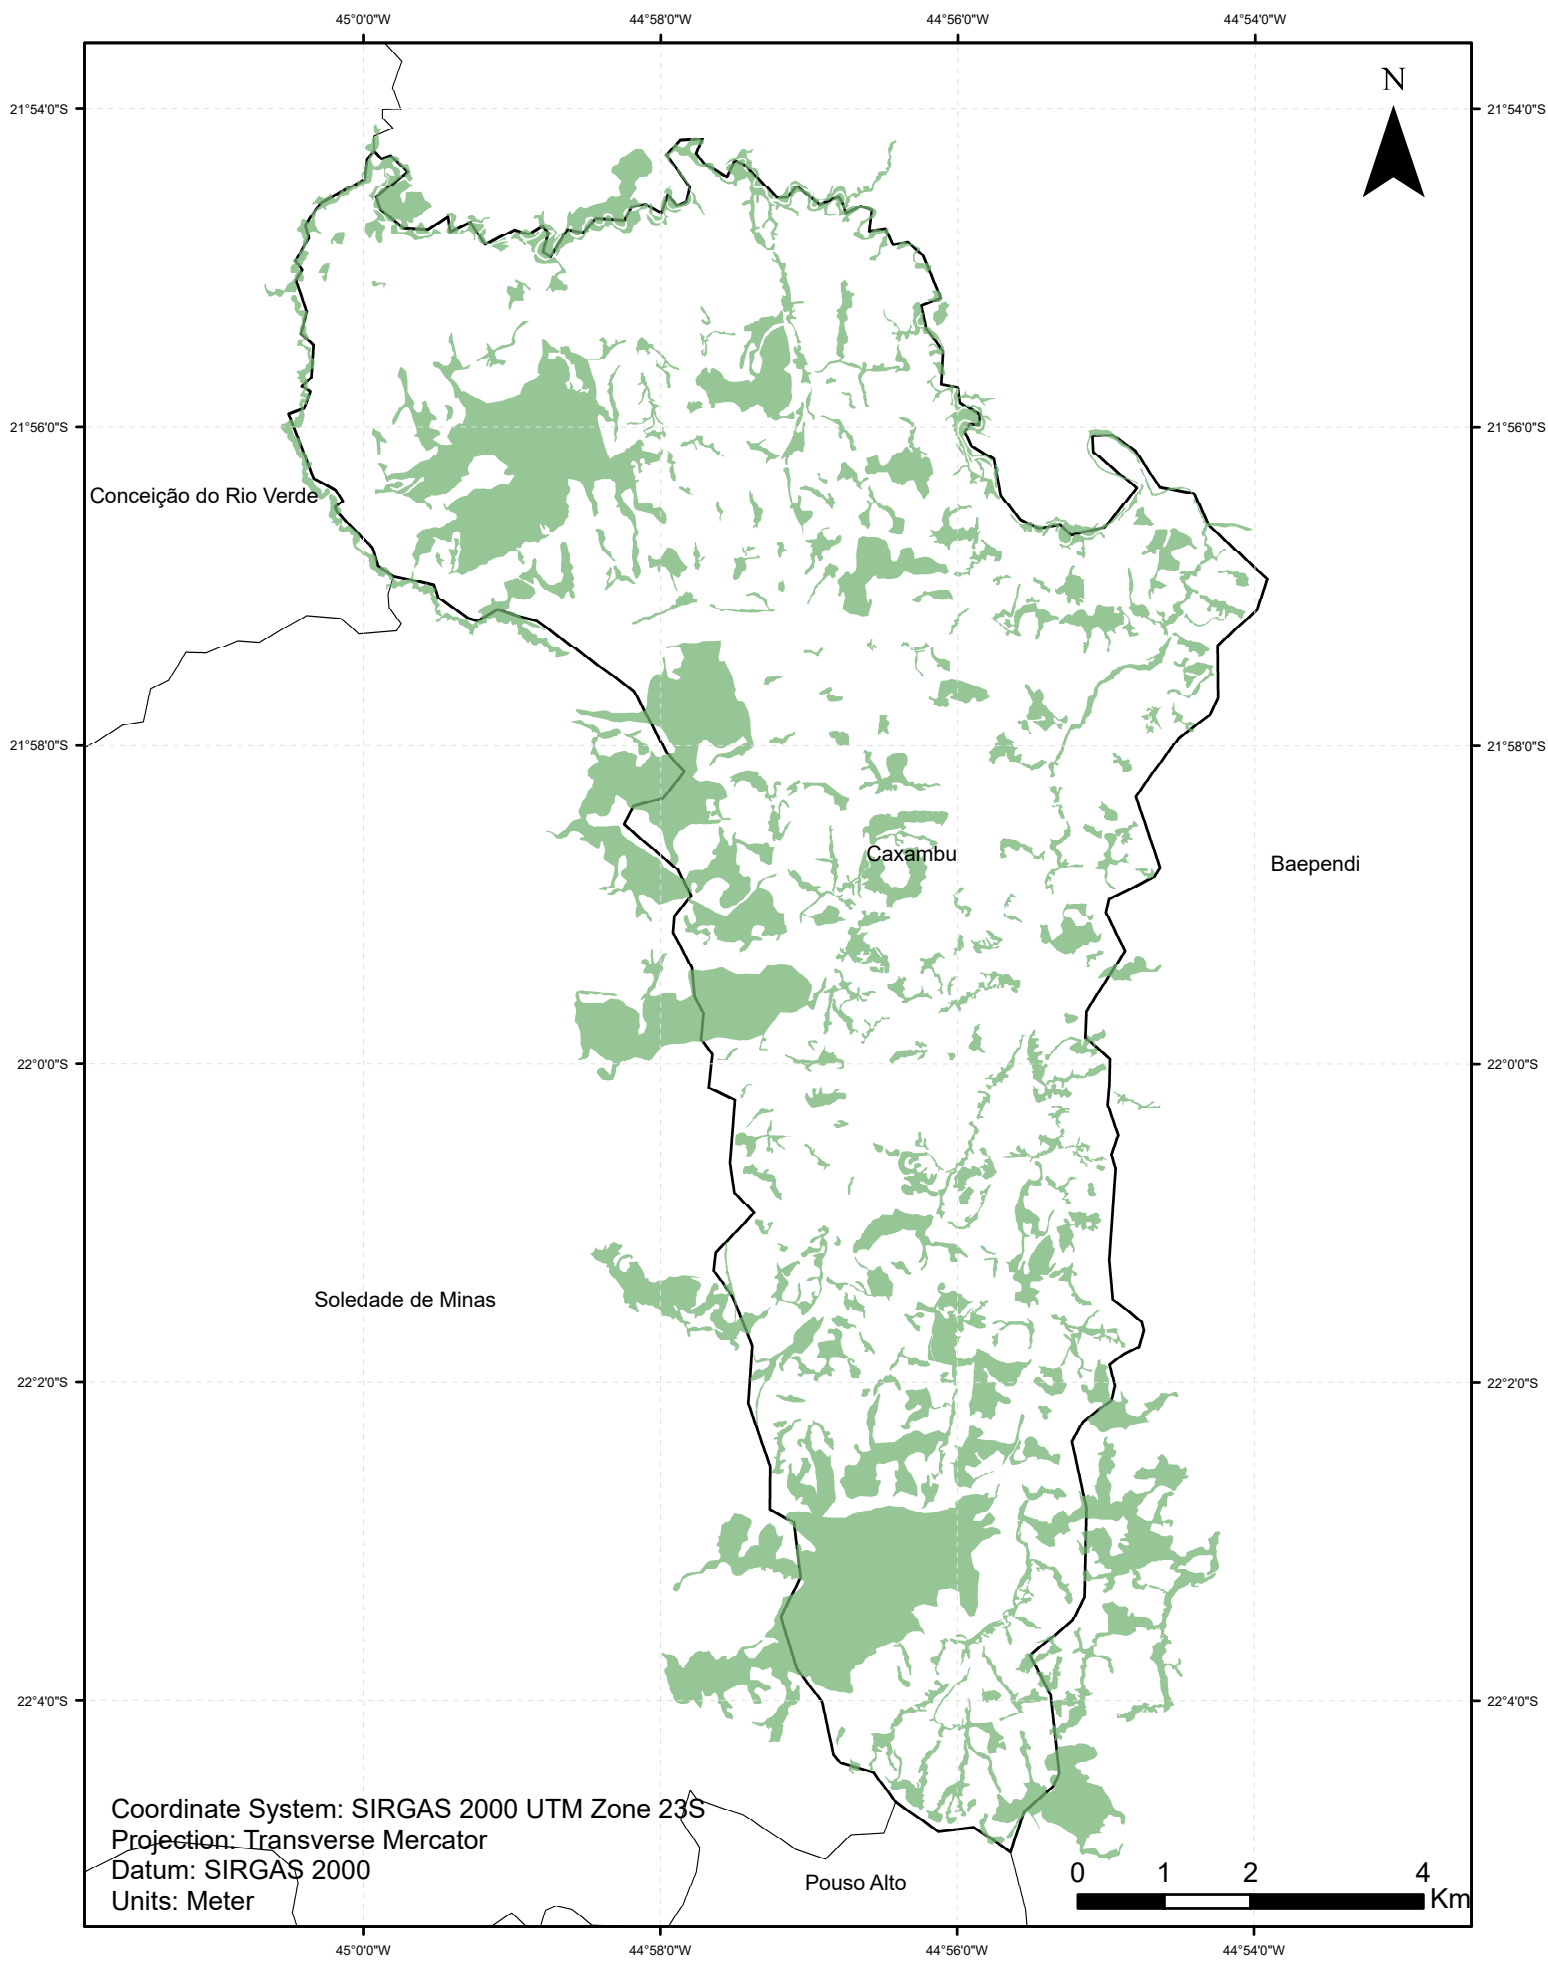 45°0'0"W 44°58'0"W 44°56'0"W 44°54'0"W
N
21°54'0"S 21°54'0"S
21°56'0"S 21°56'0"S
Conceição do Rio Verde
21°58'0"S 21°58'0"S
Caxambu
Baependi
22°0'0"S 22°0'0"S
Soledade de Minas
22°2'0"S 22°2'0"S
22°4'0"S 22°4'0"S
Coordinate System: SIRGAS 2000 UTM Zone 23S
Projection: Transverse Mercator
Datum: SIRGAS 2000
Units: Meter
Pouso Alto
0 1 2 4
Km
45°0'0"W 44°58'0"W 44°56'0"W 44°54'0"W